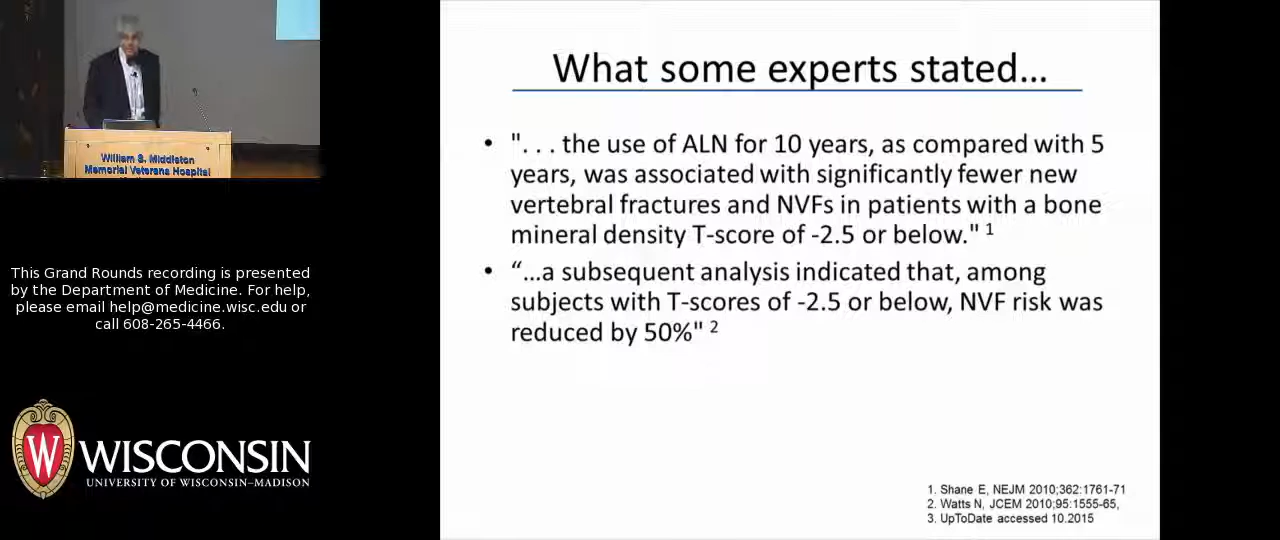 William S. Middleton
Memorial Veterans Hospital
This Grand Rounds recording is presented
by the Department of Medicine. For help,
please email help@medicine.wisc.edu or
call 608-265-4466.
W
WISCONSIN
UNIVERSITY OF WISCONSIN–MADISON
What some experts stated…
• ". . . the use of ALN for 10 years, as compared with 5
years, was associated with significantly fewer new
vertebral fractures and NVFs in patients with a bone
mineral density T-score of -2.5 or below." 1
• “…a subsequent analysis indicated that, among
subjects with T-scores of -2.5 or below, NVF risk was
reduced by 50%" 2
1. Shane E, NEJM 2010;362:1761-71
2. Watts N, JCEM 2010;95:1555-65,
3. UpToDate accessed 10.2015